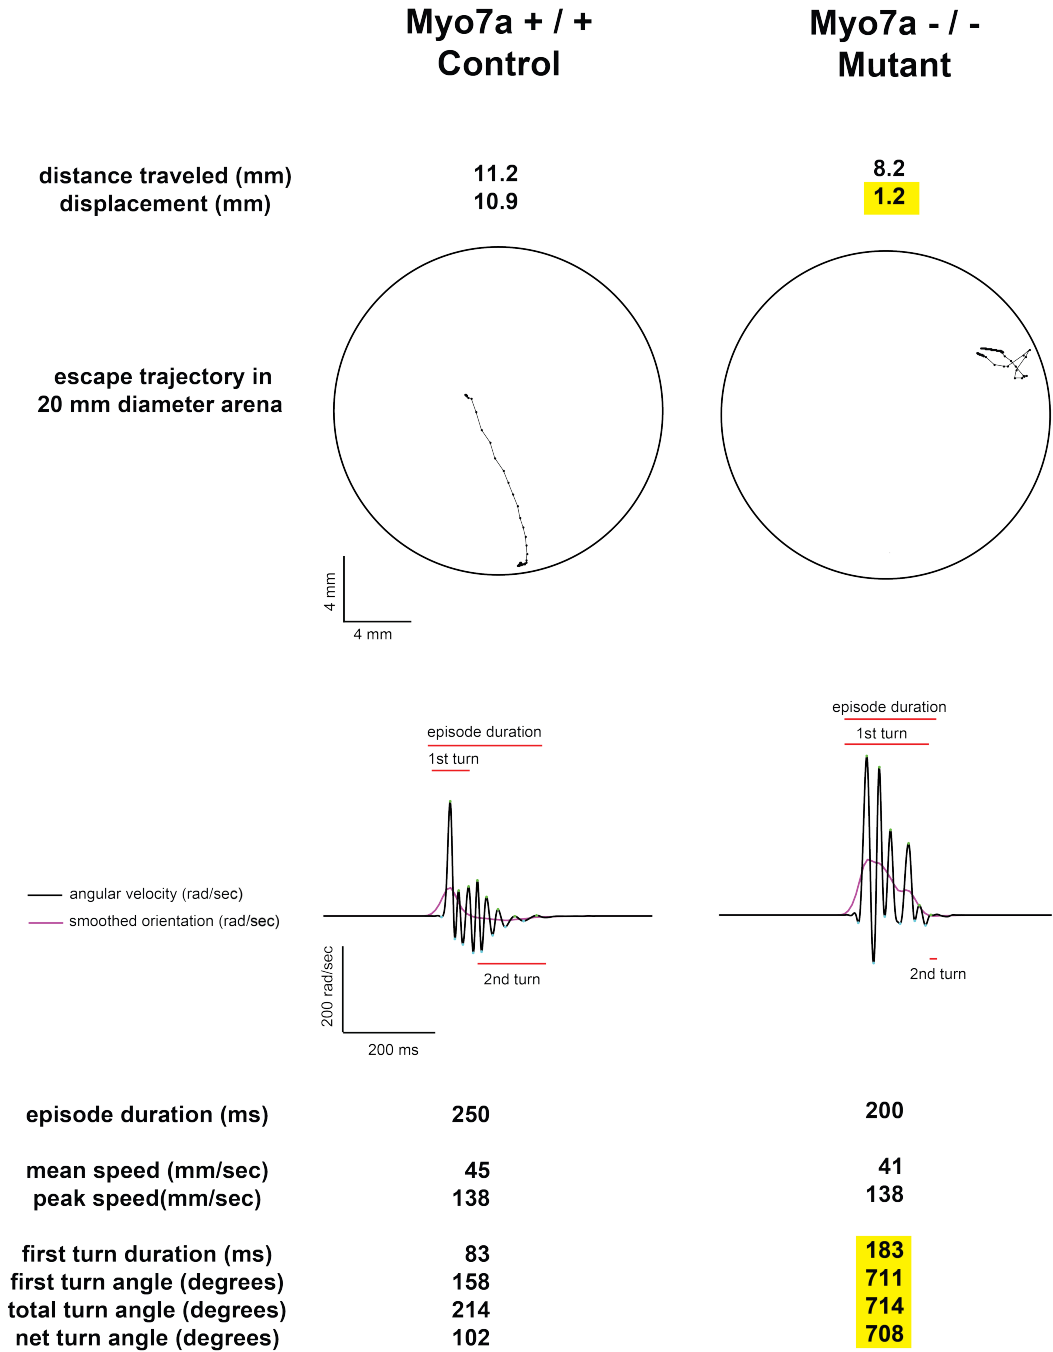 Myo7a + / +
Control
Myo7a - / -
Mutant
distance traveled (mm)
11.2
8.2
displacement (mm)
10.9
1.2
escape trajectory in
20 mm diameter arena
4 mm
4 mm
episode duration
1st turn
2nd turn
episode duration
1st turn
2nd turn
angular velocity (rad/sec)
smoothed orientation (rad/sec)
200 rad/sec
200 ms
episode duration (ms)
250
200
mean speed (mm/sec)
45
41
peak speed(mm/sec)
138
138
first turn duration (ms)
83
183
first turn angle (degrees)
158
711
total turn angle (degrees)
214
714
net turn angle (degrees)
102
708